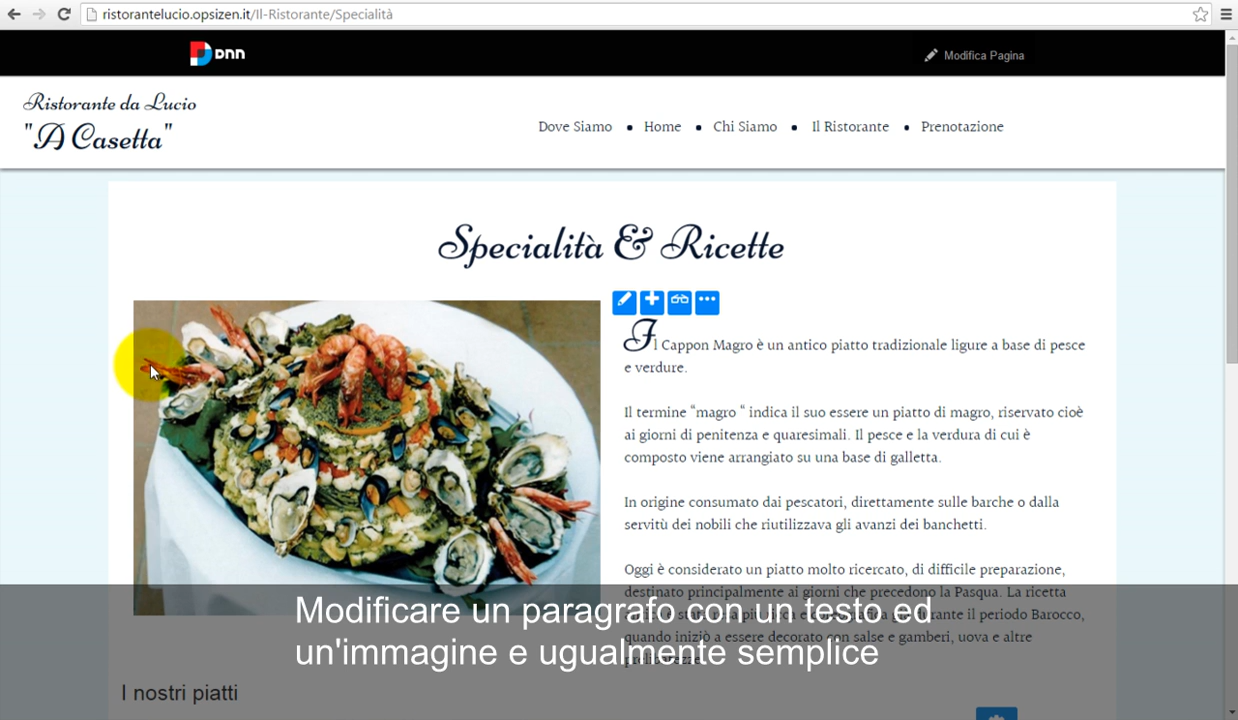 ristorantelucio.opsizen.it/Il-Ristorante/Specialità
DNN
Modifica Pagina
Ristorante da Lucio
"A Casetta"
Dove Siamo • Home • Chi Siamo • Il Ristorante • Prenotazione
Specialità & Ricette
Il Cappon Magro è un antico piatto tradizionale ligure a base di pesce
e verdure.
Il termine “magro “ indica il suo essere un piatto di magro, riservato cioè
ai giorni di penitenza e quaresimali. Il pesce e la verdura di cui è
composto viene arrangiato su una base di galletta.
In origine consumato dai pescatori, direttamente sulle barche o dalla
servitù dei nobili che riutilizzava gli avanzi dei banchetti.
Oggi è considerato un piatto molto ricercato, di difficile preparazione,
destinato principalmente ai giorni che precedono la Pasqua. La ricetta
durante il periodo Barocco,
quando iniziò a essere decorato con salse e gamberi, uova e altre
Modificare un paragrafo con un testo ed
un'immagine e ugualmente semplice
I nostri piatti